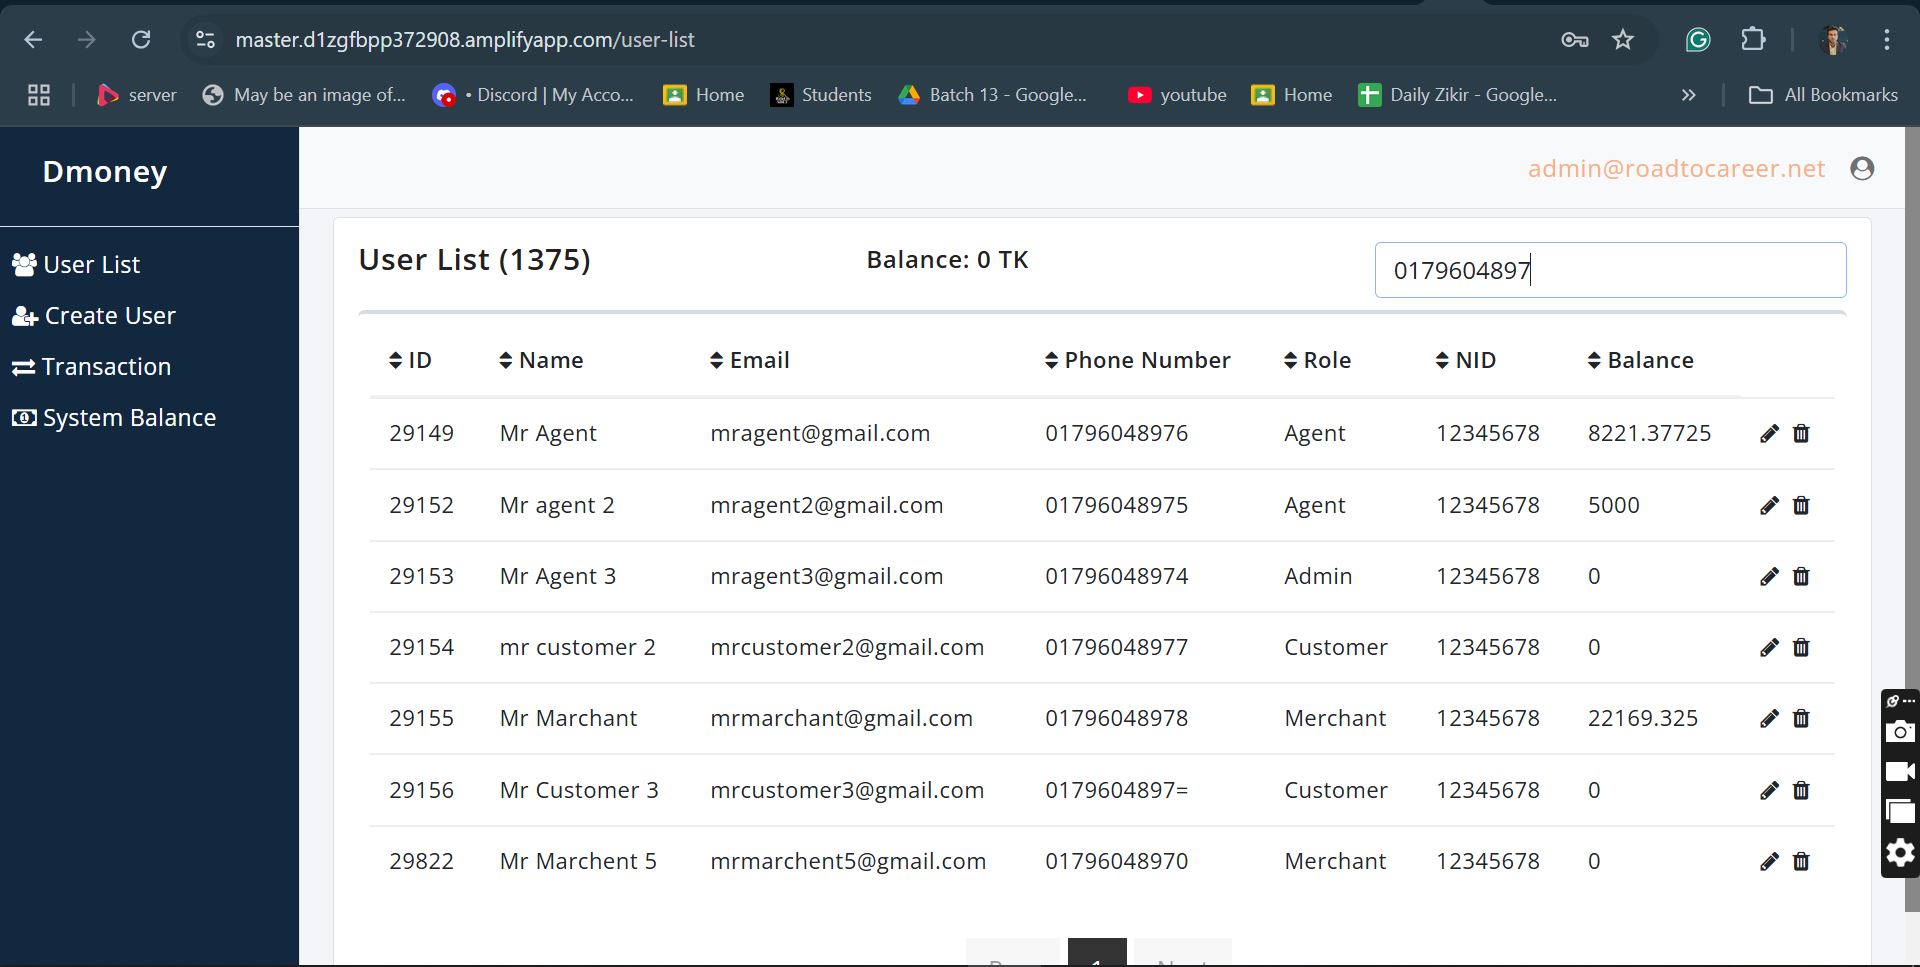 master.d1zgfbpp372908.amplifyapp.com/user-list
server May be an image of... • Discord | My Acco... Home Students Batch 13 - Google... youtube Home Daily Zikir - Google... » All Bookmarks
Dmoney
admin@roadtocareer.net
User List
Create User
Transaction
System Balance
User List (1375) Balance: 0 TK 0179604897
ID Name Email Phone Number Role NID Balance
29149 Mr Agent mragent@gmail.com 01796048976 Agent 12345678 8221.37725
29152 Mr agent 2 mragent2@gmail.com 01796048975 Agent 12345678 5000
29153 Mr Agent 3 mragent3@gmail.com 01796048974 Admin 12345678 0
29154 mr customer 2 mrcustomer2@gmail.com 01796048977 Customer 12345678 0
29155 Mr Marchant mrmarchant@gmail.com 01796048978 Merchant 12345678 22169.325
29156 Mr Customer 3 mrcustomer3@gmail.com 0179604897= Customer 12345678 0
29822 Mr Marchent 5 mrmarchent5@gmail.com 01796048970 Merchant 12345678 0